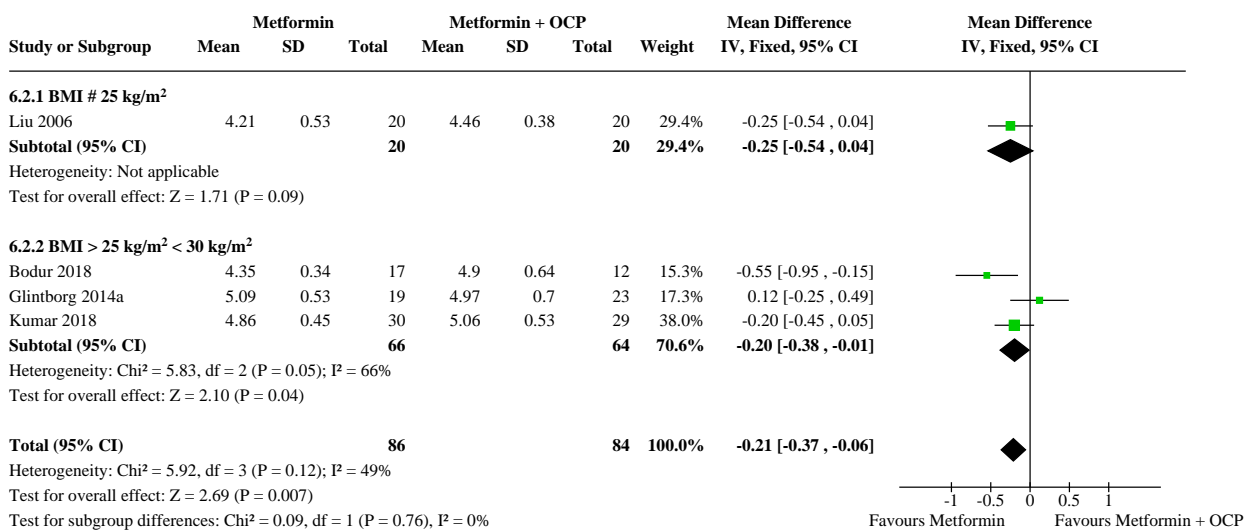 Metformin Metformin + OCP Mean Difference Mean Difference
Study or Subgroup Mean SD Total Mean SD Total Weight IV, Fixed, 95% CI IV, Fixed, 95% CI
6.2.1 BMI # 25 kg/m²
Liu 2006 4.21 0.53 20 4.46 0.38 20 29.4% -0.25 [-0.54 , 0.04]
Subtotal (95% CI) 20 20 29.4% -0.25 [-0.54 , 0.04]
Heterogeneity: Not applicable
Test for overall effect: Z = 1.71 (P = 0.09)
6.2.2 BMI > 25 kg/m² < 30 kg/m²
Bodur 2018 4.35 0.34 17 4.9 0.64 12 15.3% -0.55 [-0.95 , -0.15]
Glintborg 2014a 5.09 0.53 19 4.97 0.7 23 17.3% 0.12 [-0.25 , 0.49]
Kumar 2018 4.86 0.45 30 5.06 0.53 29 38.0% -0.20 [-0.45 , 0.05]
Subtotal (95% CI) 66 64 70.6% -0.20 [-0.38 , -0.01]
Heterogeneity: Chi² = 5.83, df = 2 (P = 0.05); I² = 66%
Test for overall effect: Z = 2.10 (P = 0.04)
Total (95% CI) 86 84 100.0% -0.21 [-0.37 , -0.06]
Heterogeneity: Chi² = 5.92, df = 3 (P = 0.12); I² = 49%
Test for overall effect: Z = 2.69 (P = 0.007)
-1 -0.5 0 0.5 1
Test for subgroup differences: Chi² = 0.09, df = 1 (P = 0.76), I² = 0% Favours Metformin Favours Metformin + OCP